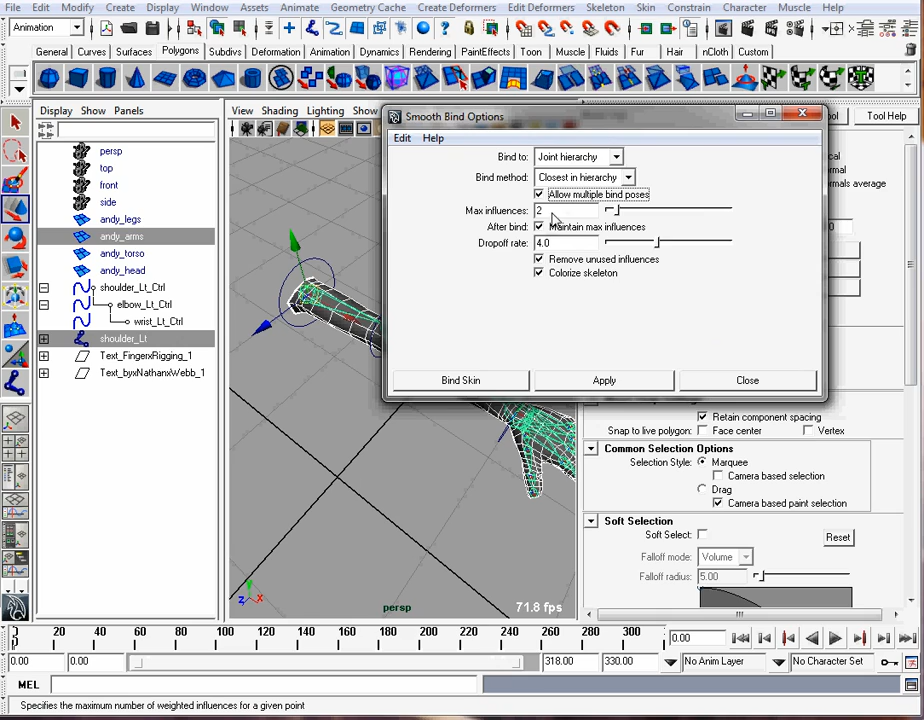 File Edit Modify Create Display Window Assets Animate Geometry Cache Create Deformers Edit Deformers Skeleton Skin Constrain Character Muscle Help
Animation
General Curves Surfaces Polygons Subdivs Deformation Animation Dynamics Rendering PaintEffects Toon Muscle Fluids Fur Hair nCloth Custom
Display Show Panels
View Shading Lighting Show
Smooth Bind Options
Tool Help
Edit Help
Bind to: Joint hierarchy
Bind method: Closest in hierarchy
Allow multiple bind poses
Max influences: 2
After bind: Maintain max influences
Dropoff rate: 4.0
Remove unused influences
Colorize skeleton
Bind Skin Apply Close
normals average
persp
top
front
side
andy_legs
andy_arms
andy_torso
andy_head
shoulder_Lt_Ctrl
elbow_Lt_Ctrl
wrist_Lt_Ctrl
shoulder_Lt
Text_FingerxRigging_1
Text_byxNathanxWebb_1
z x
persp
71.8 fps
Retain component spacing
Snap to live polygon: Face center Vertex
Common Selection Options
Selection Style: Marquee
Camera based selection
Drag
Camera based paint selection
Soft Selection
Soft Select: Reset
Falloff mode: Volume
Falloff radius: 5.00
20 40 60 80 100 120 140 160 180 200 220 240 260 280 300
0.00
0.00 0.00 318.00 330.00 No Anim Layer No Character Set
MEL
Specifies the maximum number of weighted influences for a given point